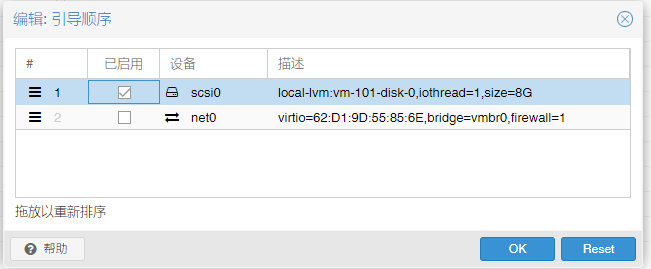 编辑: 引导顺序
# 已启用 设备 描述
1 scsi0 local-lvm:vm-101-disk-0,iothread=1,size=8G
2 net0 virtio=62:D1:9D:55:85:6E,bridge=vmbr0,firewall=1
拖放以重新排序
帮助 OK Reset